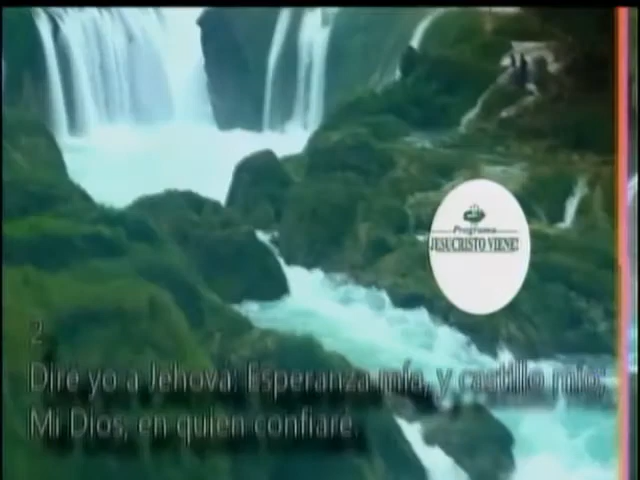 Programa
JESUCRISTO VIENE!
2
Diré yo a Jehová: Esperanza mía, y castillo mío;
Mi Dios, en quien confiaré.